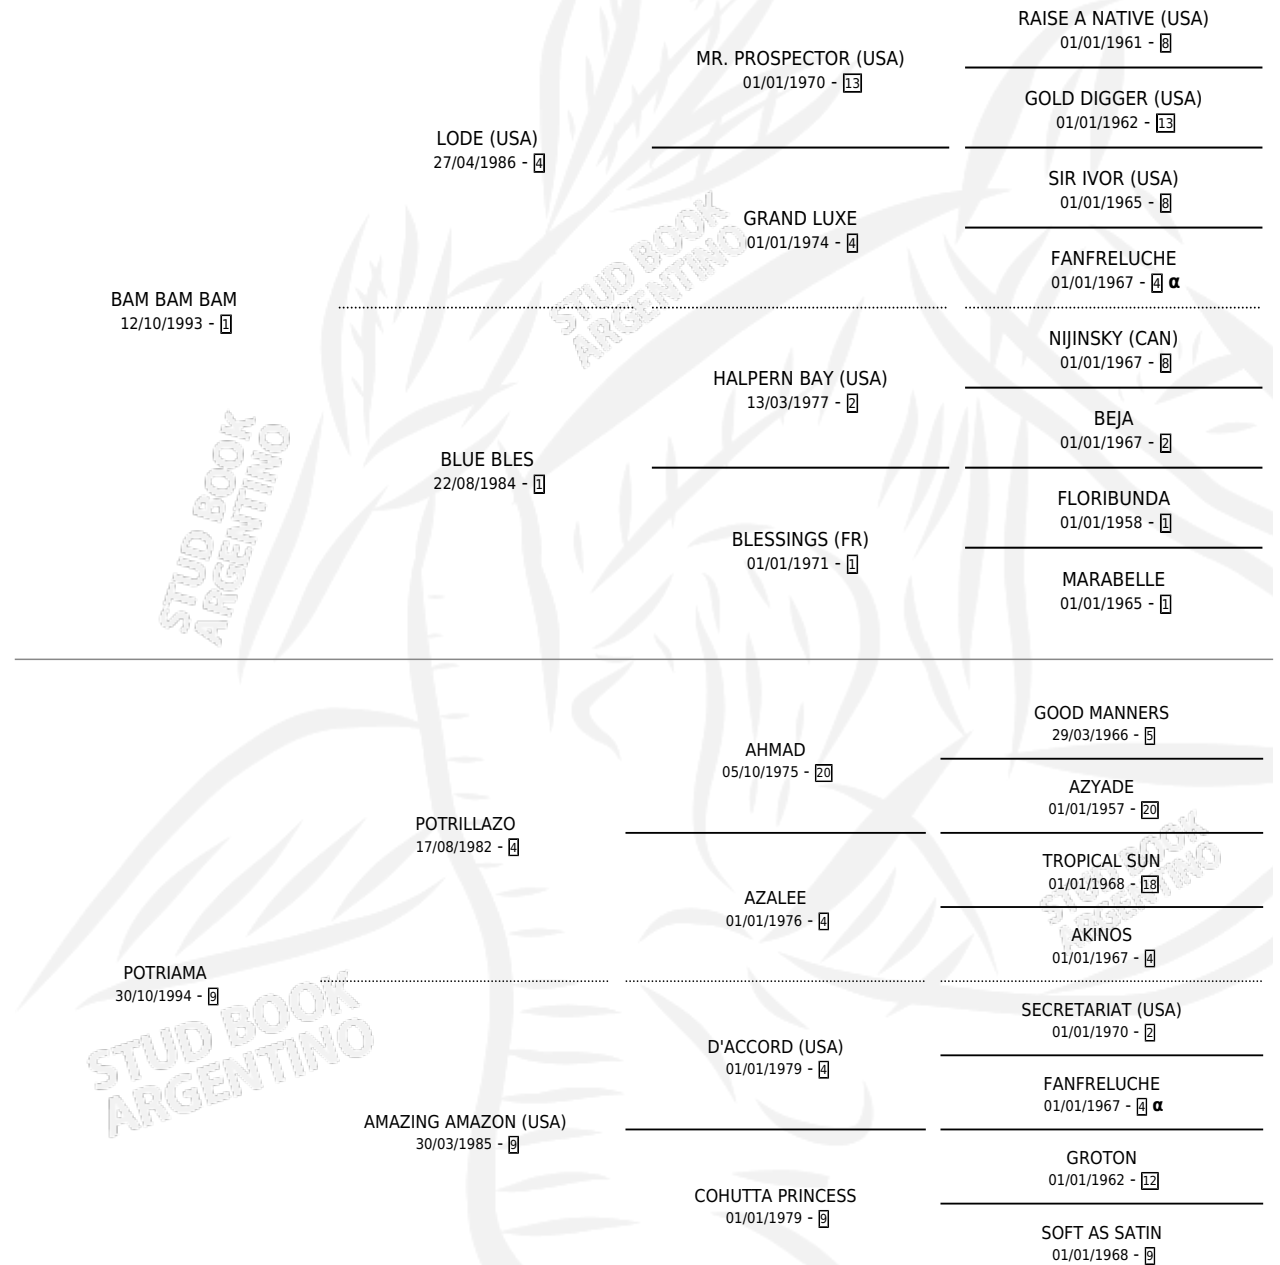 RAISE A NATIVE (USA)
01/01/1961 - 8
MR. PROSPECTOR (USA)
01/01/1970 - 13
GOLD DIGGER (USA)
01/01/1962 - 13
LODE (USA)
27/04/1986 - 4
SIR IVOR (USA)
01/01/1965 - 8
GRAND LUXE
01/01/1974 - 4
FANFRELUCHE
01/01/1967 - 4 α
BAM BAM BAM
12/10/1993 - 1
NIJINSKY (CAN)
01/01/1967 - 8
HALPERN BAY (USA)
13/03/1977 - 2
BEJA
01/01/1967 - 2
BLUE BLES
22/08/1984 - 1
FLORIBUNDA
01/01/1958 - 1
BLESSINGS (FR)
01/01/1971 - 1
MARABELLE
01/01/1965 - 1
GOOD MANNERS
29/03/1966 - 5
AHMAD
05/10/1975 - 20
AZYADE
01/01/1957 - 20
POTRILLAZO
17/08/1982 - 4
TROPICAL SUN
01/01/1968 - 18
AZALEE
01/01/1976 - 4
AKINOS
01/01/1967 - 4
POTRIAMA
30/10/1994 - 9
SECRETARIAT (USA)
01/01/1970 - 2
D'ACCORD (USA)
01/01/1979 - 4
FANFRELUCHE
01/01/1967 - 4 α
AMAZING AMAZON (USA)
30/03/1985 - 9
GROTON
01/01/1962 - 12
COHUTTA PRINCESS
01/01/1979 - 9
SOFT AS SATIN
01/01/1968 - 9
STUD BOOK
ARGENTINO
STUD BOOK
ARGENTINO
STUD BOOK
ARGENTINO
STUD BOOK
ARGENTINO